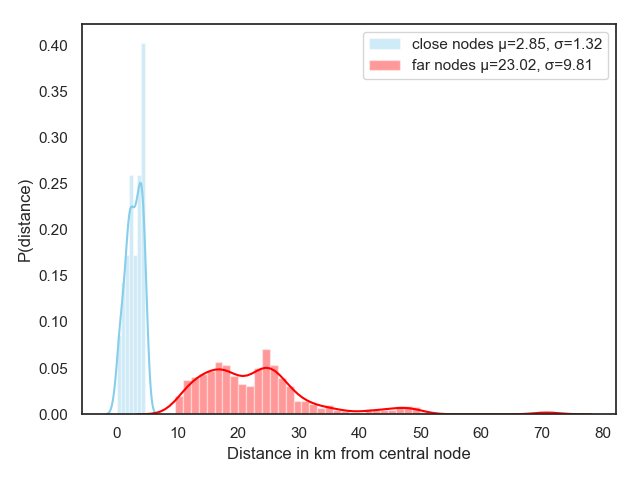 close nodes μ=2.85, σ=1.32
far nodes μ=23.02, σ=9.81
P(distance)
0.40
0.35
0.30
0.25
0.20
0.15
0.10
0.05
0.00
0 10 20 30 40 50 60 70 80
Distance in km from central node